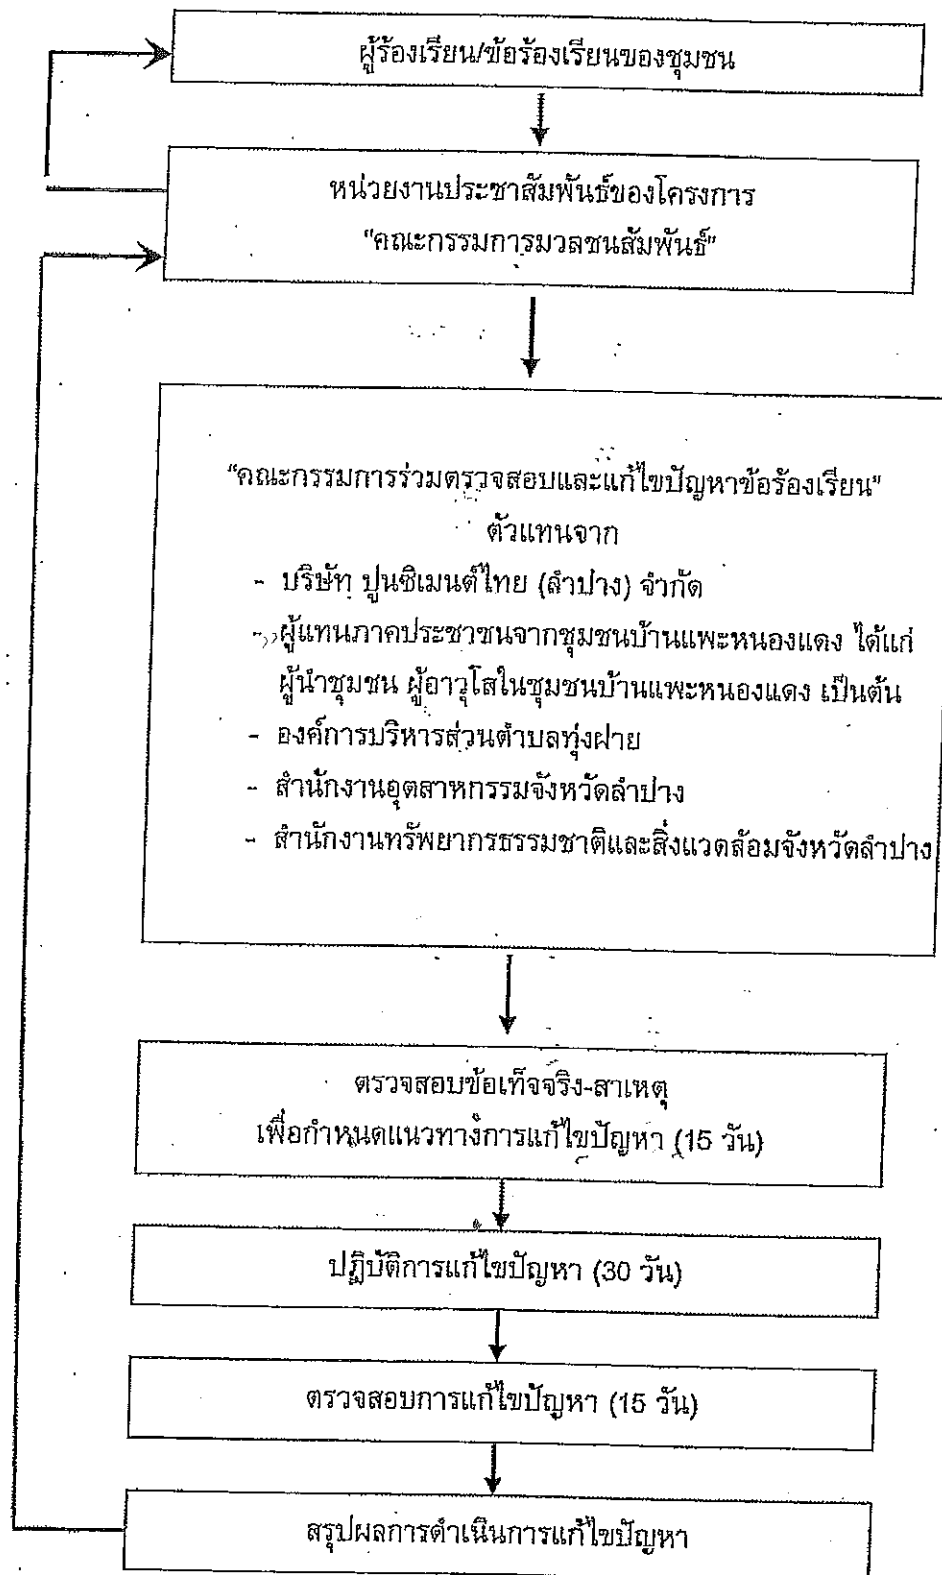 ผู้ร้องเรียน/ข้อร้องเรียนของชุมชน
หน่วยงานประชาสัมพันธ์ของโครงการ
"คณะกรรมการมวลชนสัมพันธ์"
"คณะกรรมการร่วมตรวจสอบและแก้ไขปัญหาข้อร้องเรียน"
ตัวแทนจาก
- บริษัท ปูนซิเมนต์ไทย (ลำปาง) จำกัด
- ผู้แทนภาคประชาชนจากชุมชนบ้านแพะหนองแดง ได้แก่
ผู้นำชุมชน ผู้อาวุโสในชุมชนบ้านแพะหนองแดง เป็นต้น
- องค์การบริหารส่วนตำบลทุ่งฝาย
- สำนักงานอุตสาหกรรมจังหวัดลำปาง
- สำนักงานทรัพยากรธรรมชาติและสิ่งแวดล้อมจังหวัดลำปาง
ตรวจสอบข้อเท็จจริง-สาเหตุ
เพื่อกำหนดแนวทางการแก้ไขปัญหา (15 วัน)
ปฏิบัติการแก้ไขปัญหา (30 วัน)
ตรวจสอบการแก้ไขปัญหา (15 วัน)
สรุปผลการดำเนินการแก้ไขปัญหา